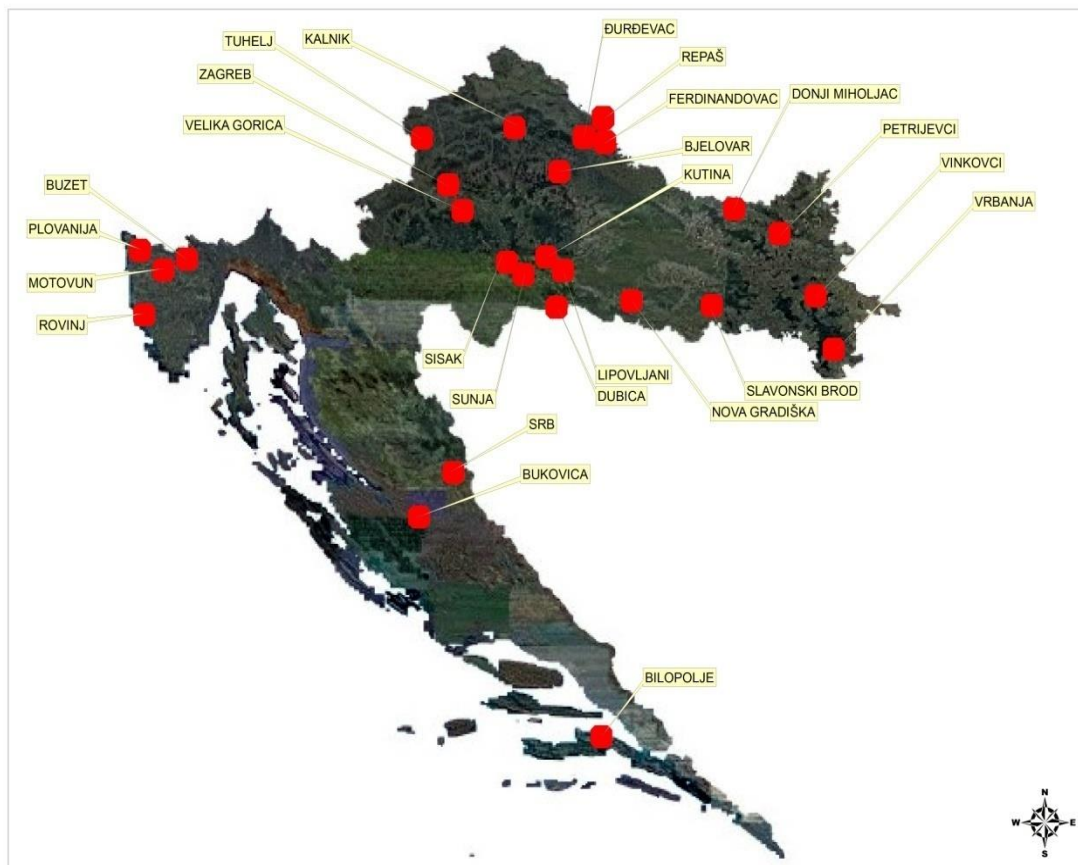 ĐURĐEVAC
TUHELJ
KALNIK
REPAŠ
ZAGREB
DONJI MIHOLJAC
FERDINANDOVAC
VELIKA GORICA
PETRIJEVCI
BJELOVAR
VINKOVCI
KUTINA
BUZET
VRBANJA
PLOVANIJA
MOTOVUN
ROVINJ
SISAK
LIPOVLJANI
SLAVONSKI BROD
SUNJA
DUBICA
NOVA GRADIŠKA
SRB
BUKOVICA
BILOPOLJE
N
W E
S